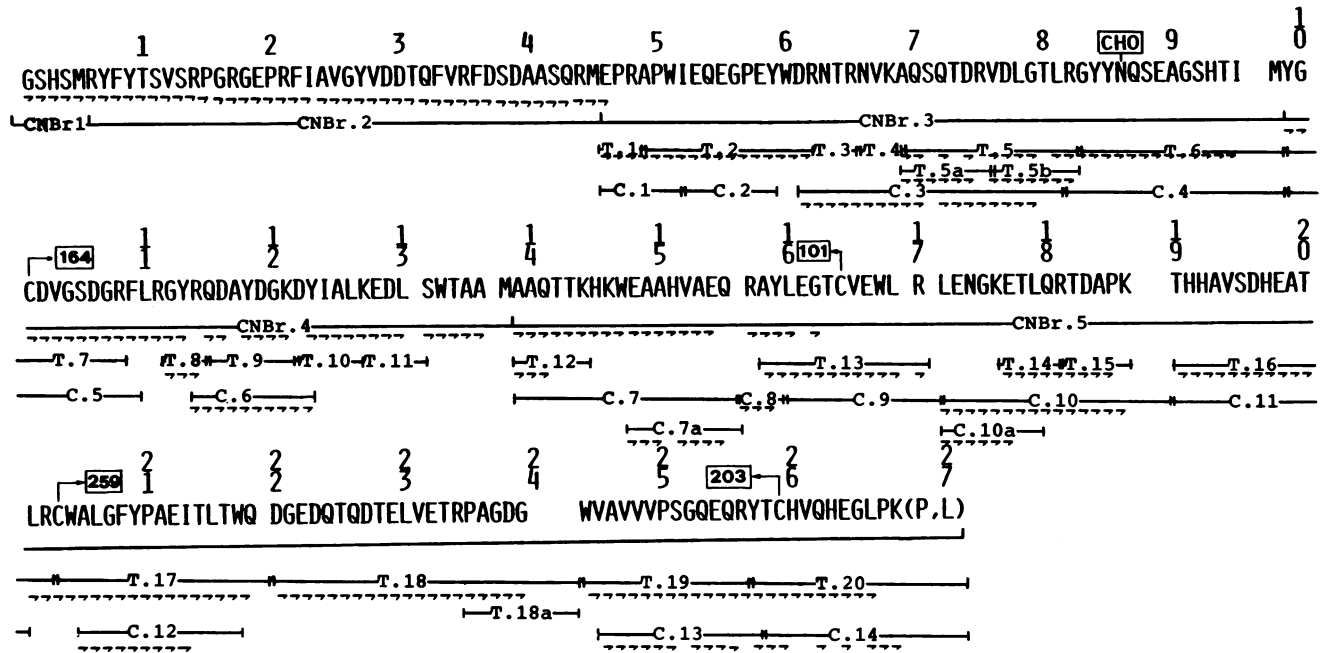 1 2 3 4 5 6 7 8 CHO 9 10
GSHSMRYFYTSVSRPGRGEPRFIAVGYVDDTQFVRFDSDAASQRMEPRAPWIEQEGPEYWDRNTRNVKAQSQTDRVDLGTLRGYYNQSEAGSHTI MYG
CNBr1 CNBr.2 CNBr.3
T.1 T.2 T.3 T.4 T.5 T.6
T.5a T.5b
C.1 C.2 C.3 C.4
164 11 12 13 14 15 16 101 17 18 19 20
CDVGSDGRFLRGYRQDAYDGKDYIALKEDL SWTAA MAAQTTKHKWEAAHVAEQ RAYLEGTCVEWL R LENGKETLQRTDAPK THHAVSDHEAT
CNBr.4 CNBr.5
T.7 T.8 T.9 T.10 T.11 T.12 T.13 T.14 T.15 T.16
C.5 C.6 C.7 C.8 C.9 C.10 C.11
C.7a C.10a
259 21 22 23 24 25 203 26 27
LRCWALGFYPAEITLTWQ DGEDQTQDTELVETRPAGDG WVAVVVPSGQEQRYTCHVQHEGLPK(P,L)
T.17 T.18 T.19 T.20
T.18a
C.12 C.13 C.14